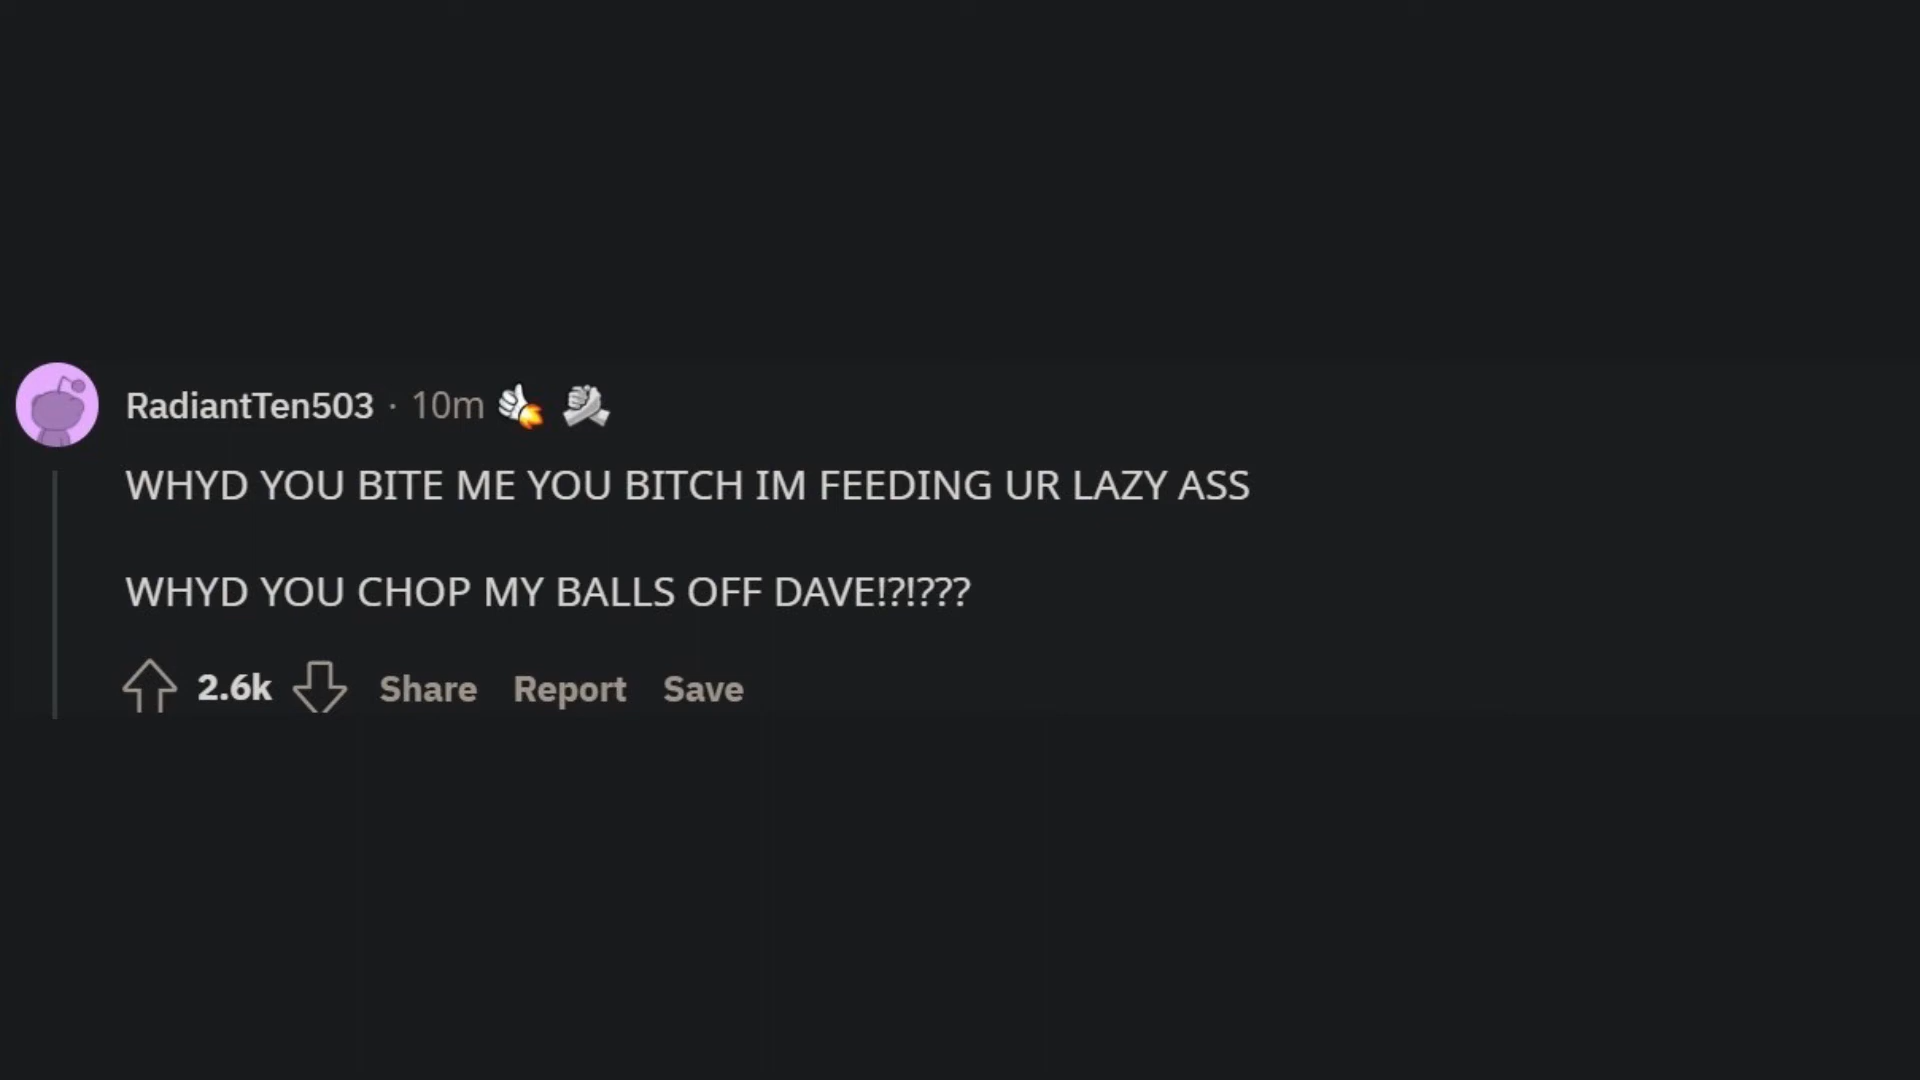 RadiantTen503 · 10m
WHYD YOU BITE ME YOU BITCH IM FEEDING UR LAZY ASS
WHYD YOU CHOP MY BALLS OFF DAVE!?!???
2.6k Share Report Save